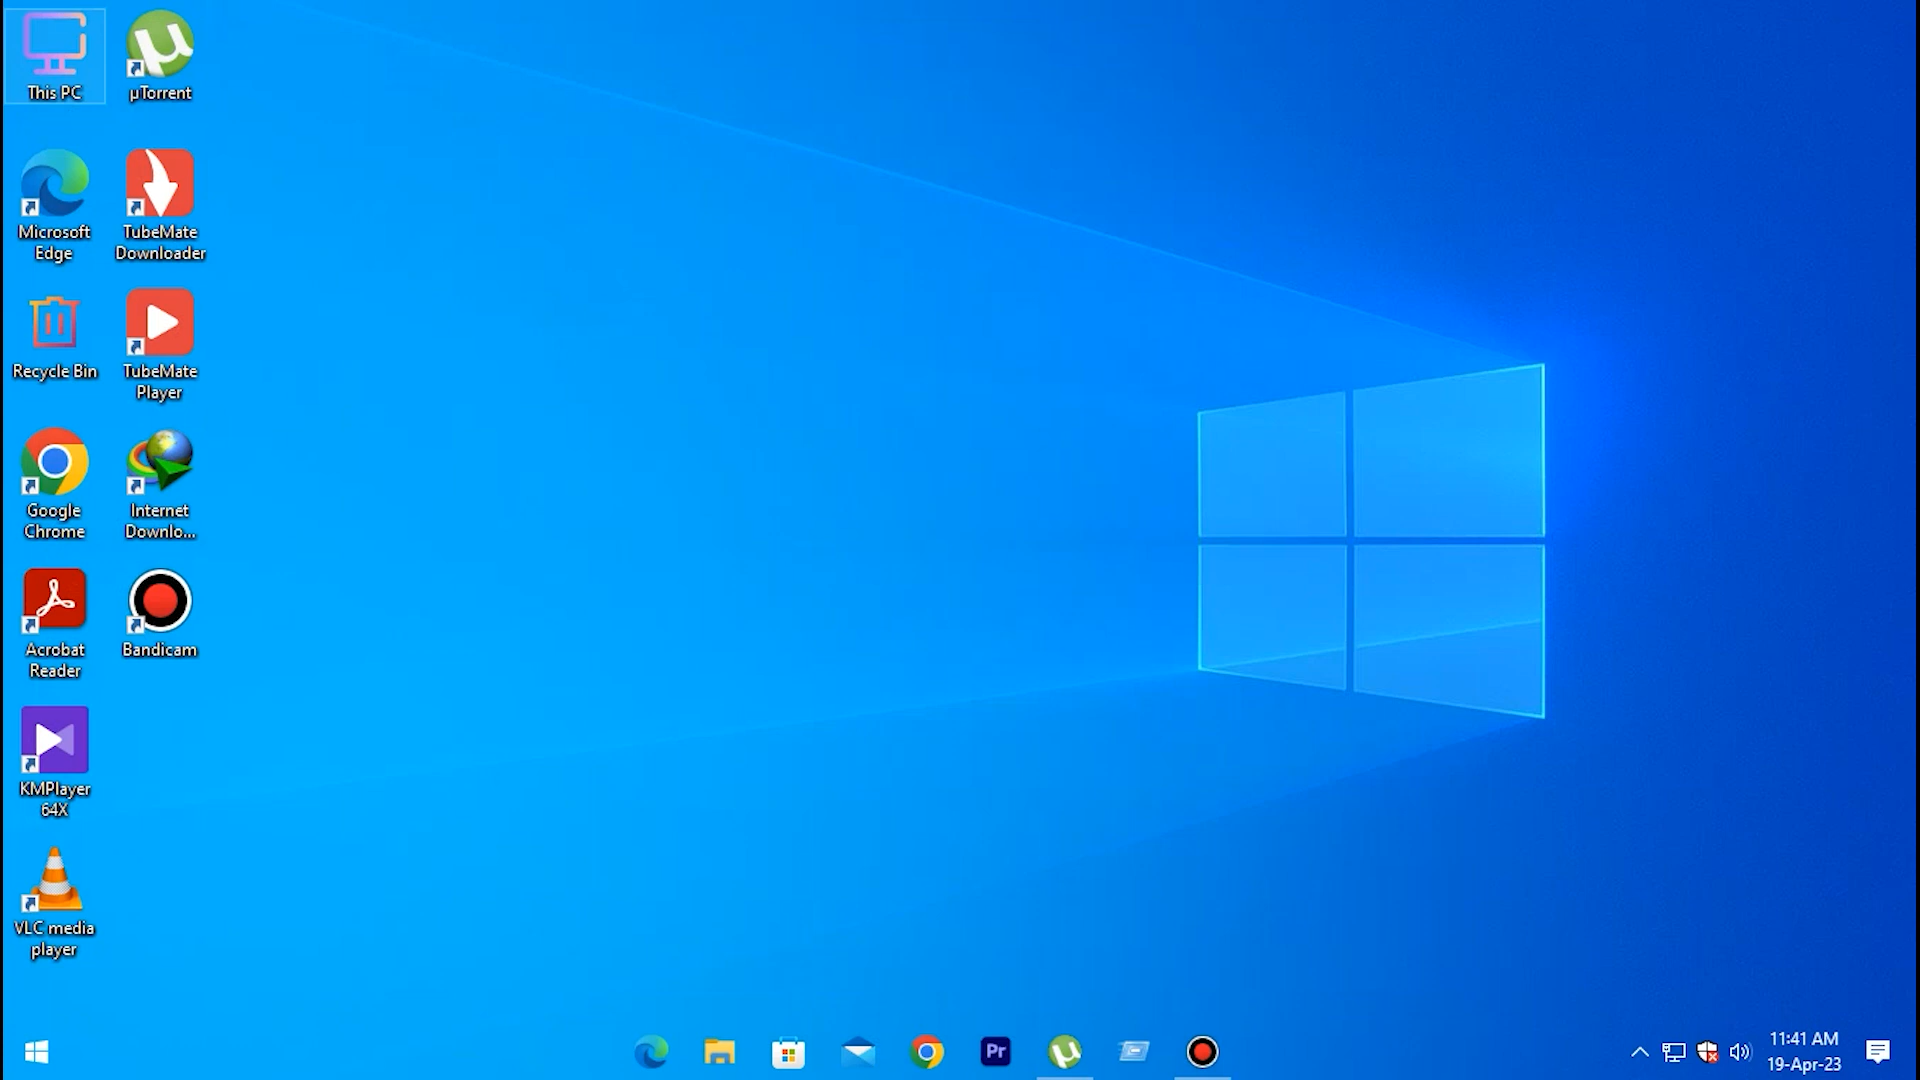 This PC
µTorrent
Microsoft
Edge
TubeMate
Downloader
Recycle Bin
TubeMate
Player
Google
Chrome
Internet
Downlo...
Acrobat
Reader
Bandicam
KMPlayer
64X
VLC media
player
Pr
11:41 AM
19-Apr-23